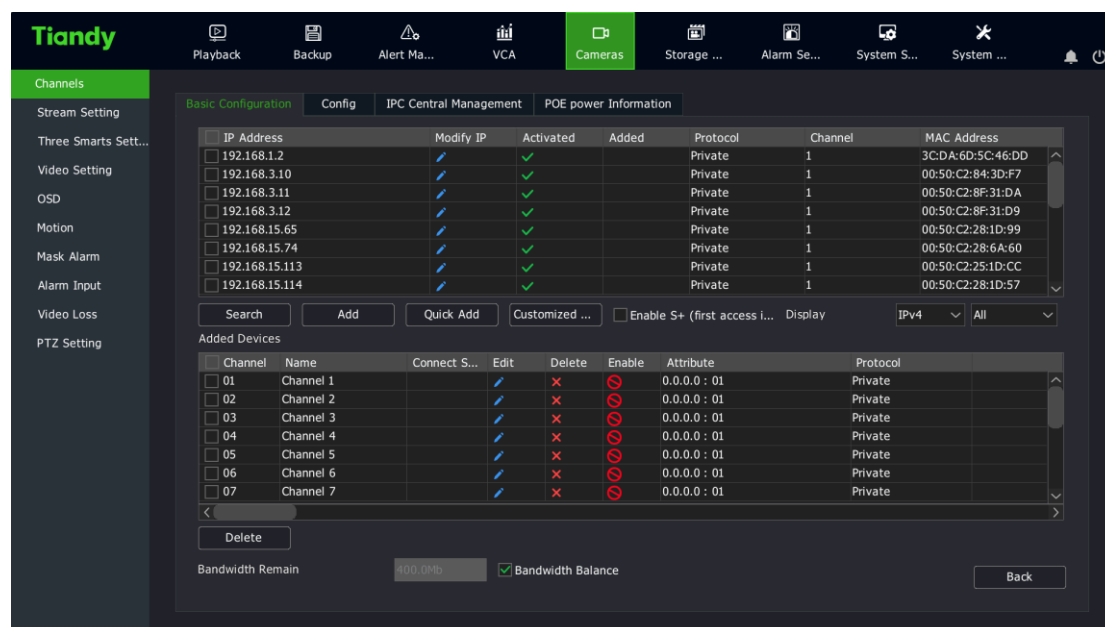 Tiandy
Playback Backup Alert Ma... VCA Cameras Storage ... Alarm Se... System S... System ...
Channels
Stream Setting
Three Smarts Sett...
Video Setting
OSD
Motion
Mask Alarm
Alarm Input
Video Loss
PTZ Setting
Basic Configuration Config IPC Central Management POE power Information
IP Address Modify IP Activated Added Protocol Channel MAC Address
192.168.1.2 Private 1 3C:DA:6D:5C:46:DD
192.168.3.10 Private 1 00:50:C2:84:3D:F7
192.168.3.11 Private 1 00:50:C2:8F:31:DA
192.168.3.12 Private 1 00:50:C2:8F:31:D9
192.168.15.65 Private 1 00:50:C2:28:1D:99
192.168.15.74 Private 1 00:50:C2:28:6A:60
192.168.15.113 Private 1 00:50:C2:25:1D:CC
192.168.15.114 Private 1 00:50:C2:28:1D:57
Search Add Quick Add Customized ... Enable S+ (first access i... Display IPv4 All
Added Devices
Channel Name Connect S... Edit Delete Enable Attribute Protocol
01 Channel 1 0.0.0.0 : 01 Private
02 Channel 2 0.0.0.0 : 01 Private
03 Channel 3 0.0.0.0 : 01 Private
04 Channel 4 0.0.0.0 : 01 Private
05 Channel 5 0.0.0.0 : 01 Private
06 Channel 6 0.0.0.0 : 01 Private
07 Channel 7 0.0.0.0 : 01 Private
Delete
Bandwidth Remain 400.0Mb Bandwidth Balance
Back